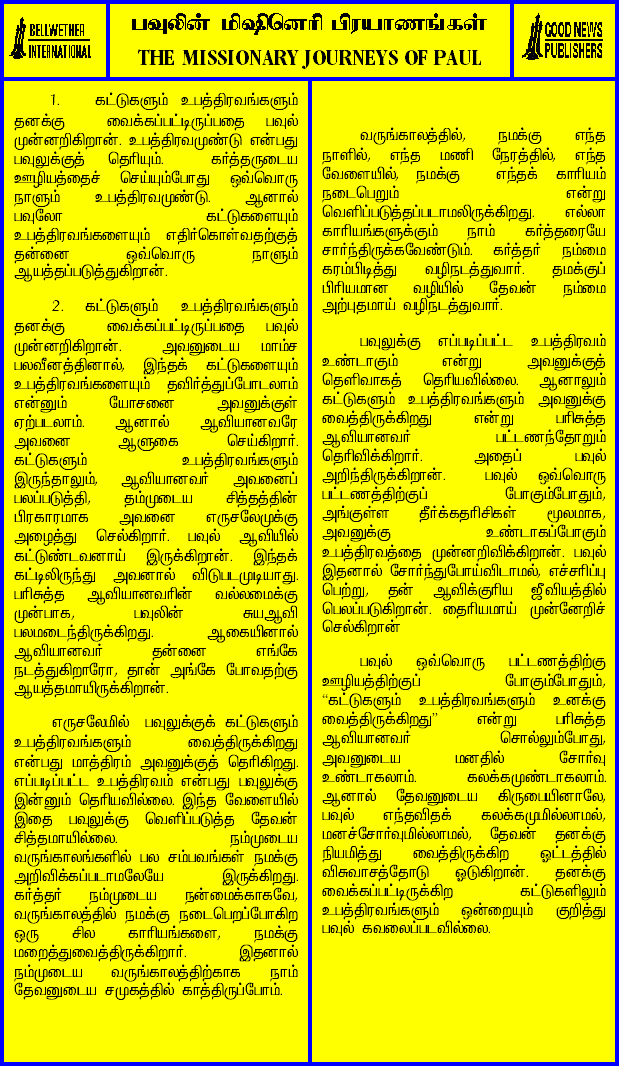 BELLWETHER
INTERNATIONAL
பவுலின் மிஷினெரி பிரயாணங்கள்
THE MISSIONARY JOURNEYS OF PAUL
GOOD NEWS
PUBLISHERS
1. கட்டுகளும் உபத்திரவங்களும்
தனக்கு வைக்கப்பட்டிருப்பதை பவுல்
முன்னறிகிறான். உபத்திரவமுண்டு என்பது
பவுலுக்குத் தெரியும். கர்த்தருடைய
ஊழியத்தைச் செய்யும்போது ஒவ்வொரு
நாளும் உபத்திரவமுண்டு. ஆனால்
பவுலோ கட்டுகளையும்
உபத்திரவங்களையும் எதிர்கொள்வதற்குத்
தன்னை ஒவ்வொரு நாளும்
ஆயத்தப்படுத்துகிறான்.
2. கட்டுகளும் உபத்திரவங்களும்
தனக்கு வைக்கப்பட்டிருப்பதை பவுல்
முன்னறிகிறான். அவனுடைய மாம்ச
பலவீனத்தினால், இந்தக் கட்டுகளையும்
உபத்திரவங்களையும் தவிர்த்துப்போடலாம்
என்னும் யோசனை அவனுக்குள்
ஏற்படலாம். ஆனால் ஆவியானவரே
அவனை ஆளுகை செய்கிறார்.
கட்டுகளும் உபத்திரவங்களும்
இருந்தாலும், ஆவியானவர் அவனைப்
பலப்படுத்தி, தம்முடைய சித்தத்தின்
பிரகாரமாக அவனை எருசலேமுக்கு
அழைத்து செல்கிறார். பவுல் ஆவியில்
கட்டுண்டவனாய் இருக்கிறான். இந்தக்
கட்டிலிருந்து அவனால் விடுபடமுடியாது.
பரிசுத்த ஆவியானவரின் வல்லமைக்கு
முன்பாக, பவுலின் சுயஆவி
பலமடைந்திருக்கிறது. ஆகையினால்
ஆவியானவர் தன்னை எங்கே
நடத்துகிறாரோ, தான் அங்கே போவதற்கு
ஆயத்தமாயிருக்கிறான்.
எருசலேமில் பவுலுக்குக் கட்டுகளும்
உபத்திரவங்களும் வைத்திருக்கிறது
என்பது மாத்திரம் அவனுக்குத் தெரிகிறது.
எப்படிப்பட்ட உபத்திரவம் என்பது பவுலுக்கு
இன்னும் தெரியவில்லை. இந்த வேளையில்
இதை பவுலுக்கு வெளிப்படுத்த தேவன்
சித்தமாயில்லை. நம்முடைய
வருங்காலங்களில் பல சம்பவங்கள் நமக்கு
அறிவிக்கப்படாமலேயே இருக்கிறது.
கர்த்தர் நம்முடைய நன்மைக்காகவே,
வருங்காலத்தில் நமக்கு நடைபெறப்போகிற
ஒரு சில காரியங்களை, நமக்கு
மறைத்துவைத்திருக்கிறார். இதனால்
நம்முடைய வருங்காலத்திற்காக நாம்
தேவனுடைய சமுகத்தில் காத்திருப்போம்.
வருங்காலத்தில், நமக்கு எந்த
நாளில், எந்த மணி நேரத்தில், எந்த
வேளையில், நமக்கு எந்தக் காரியம்
நடைபெறும் என்று
வெளிப்படுத்தப்படாமலிருக்கிறது. எல்லா
காரியங்களுக்கும் நாம் கர்த்தரையே
சார்ந்திருக்கவேண்டும். கர்த்தர் நம்மை
கரம்பிடித்து வழிநடத்துவார். தமக்குப்
பிரியமான வழியில் தேவன் நம்மை
அற்புதமாய் வழிநடத்துவார்.
பவுலுக்கு எப்படிப்பட்ட உபத்திரவம்
உண்டாகும் என்று அவனுக்குத்
தெளிவாகத் தெரியவில்லை. ஆனாலும்
கட்டுகளும் உபத்திரவங்களும் அவனுக்கு
வைத்திருக்கிறது என்று பரிசுத்த
ஆவியானவர் பட்டணந்தோறும்
தெரிவிக்கிறார். அதைப் பவுல்
அறிந்திருக்கிறான். பவுல் ஒவ்வொரு
பட்டணத்திற்குப் போகும்போதும்,
அங்குள்ள தீர்க்கதரிசிகள் மூலமாக,
அவனுக்கு உண்டாகப்போகும்
உபத்திரவத்தை முன்னறிவிக்கிறான். பவுல்
இதனால் சோர்ந்துபோய்விடாமல், எச்சரிப்பு
பெற்று, தன் ஆவிக்குரிய ஜீவியத்தில்
பெலப்படுகிறான். தைரியமாய் முன்னேறிச்
செல்கிறான்
பவுல் ஒவ்வொரு பட்டணத்திற்கு
ஊழியத்திற்குப் போகும்போதும்,
“கட்டுகளும் உபத்திரவங்களும் உனக்கு
வைத்திருக்கிறது” என்று பரிசுத்த
ஆவியானவர் சொல்லும்போது,
அவனுடைய மனதில் சோர்வு
உண்டாகலாம். கலக்கமுண்டாகலாம்.
ஆனால் தேவனுடைய கிருபையினாலே,
பவுல் எந்தவிதக் கலக்கமுமில்லாமல்,
மனச்சோர்வுமில்லாமல், தேவன் தனக்கு
நியமித்து வைத்திருக்கிற ஓட்டத்தில்
விசுவாசத்தோடு ஓடுகிறான். தனக்கு
வைக்கப்பட்டிருக்கிற கட்டுகளிலும்
உபத்திரவங்களும் ஒன்றையும் குறித்து
பவுல் கவலைப்படவில்லை.